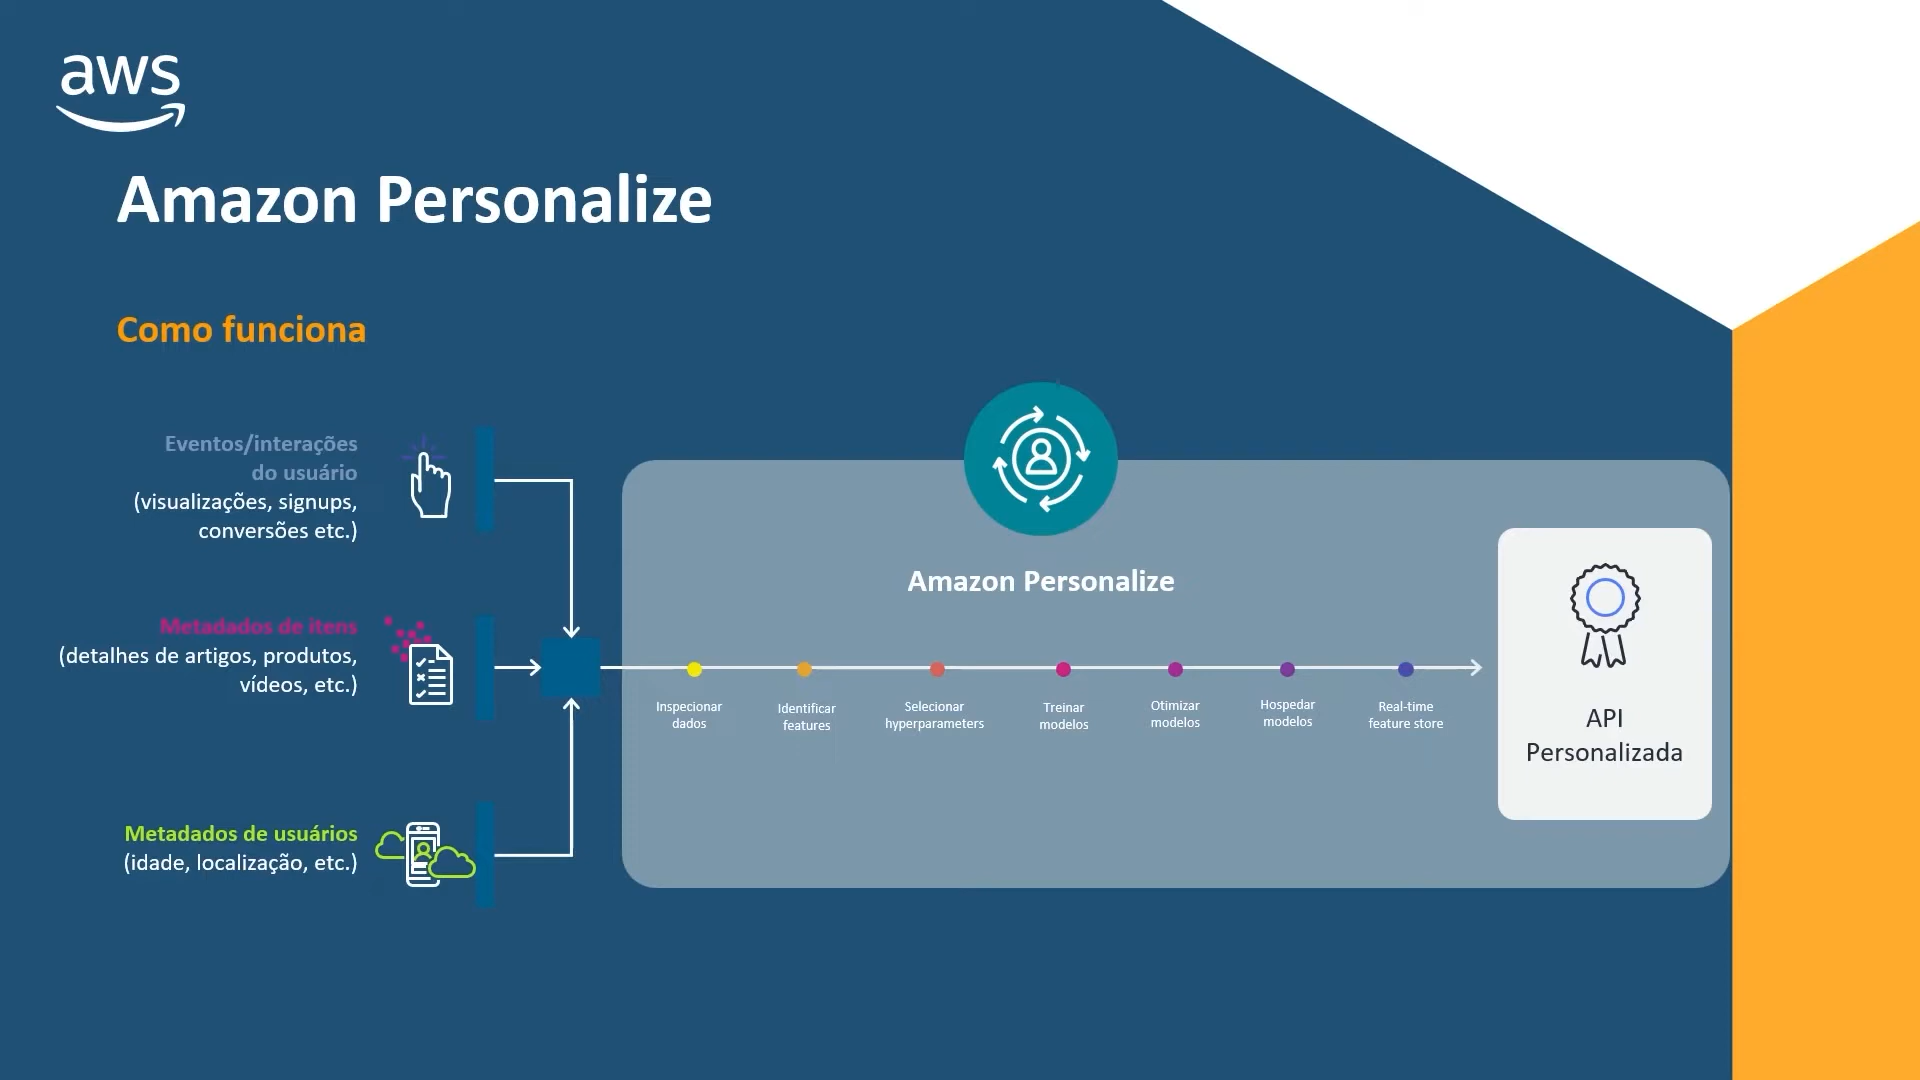 aws
Amazon Personalize
Como funciona
Eventos/interações
do usuário
(visualizações, signups,
conversões etc.)
Metadados de itens
(detalhes de artigos, produtos,
vídeos, etc.)
Metadados de usuários
(idade, localização, etc.)
Amazon Personalize
Inspecionar
dados
Identificar
features
Selecionar
hyperparameters
Treinar
modelos
Otimizar
modelos
Hospedar
modelos
Real-time
feature store
API
Personalizada